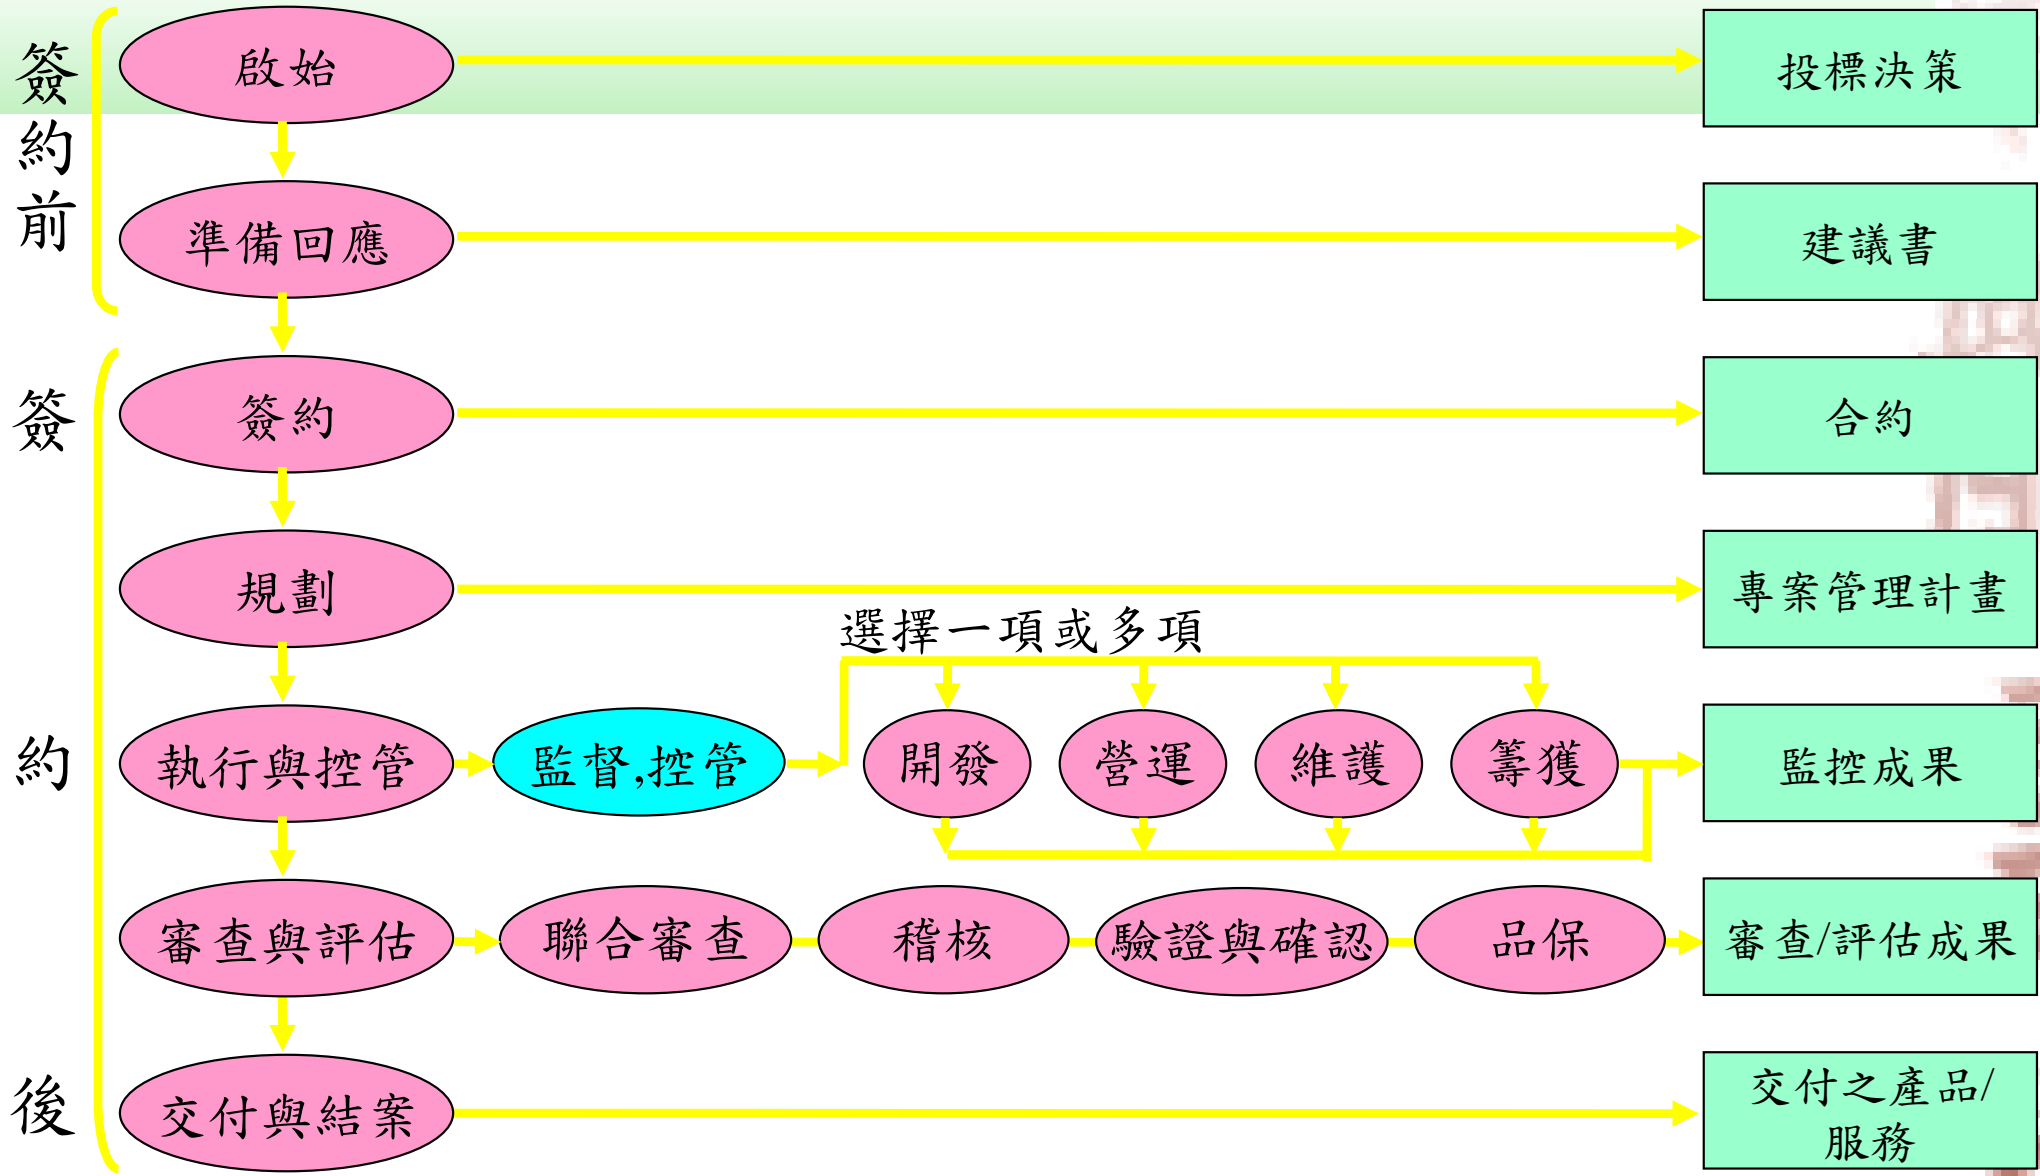 簽約前
啟始
投標決策
準備回應
建議書
簽約後
簽約
合約
規劃
專案管理計畫
選擇一項或多項
執行與控管
監督,控管
開發
營運
維護
籌獲
監控成果
審查與評估
聯合審查
稽核
驗證與確認
品保
審查/評估成果
交付與結案
交付之產品/
服務